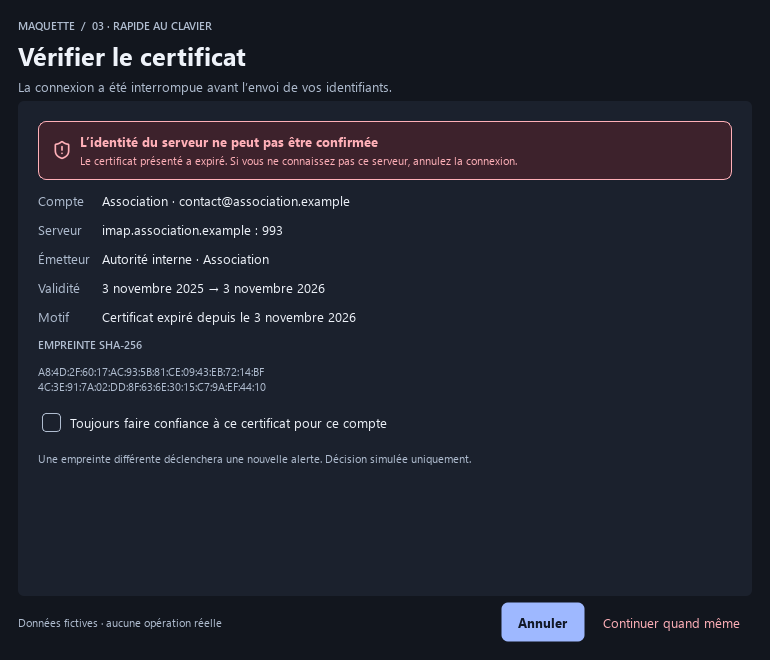 MAQUETTE / 03 · RAPIDE AU CLAVIER
Vérifier le certificat
La connexion a été interrompue avant l’envoi de vos identifiants.
L’identité du serveur ne peut pas être confirmée
Le certificat présenté a expiré. Si vous ne connaissez pas ce serveur, annulez la connexion.
Compte Association · contact@association.example
Serveur imap.association.example : 993
Émetteur Autorité interne · Association
Validité 3 novembre 2025 → 3 novembre 2026
Motif Certificat expiré depuis le 3 novembre 2026
EMPREINTE SHA-256
A8:4D:2F:60:17:AC:93:5B:81:CE:09:43:EB:72:14:BF
4C:3E:91:7A:02:DD:8F:63:6E:30:15:C7:9A:EF:44:10
Toujours faire confiance à ce certificat pour ce compte
Une empreinte différente déclenchera une nouvelle alerte. Décision simulée uniquement.
Données fictives · aucune opération réelle
Annuler
Continuer quand même